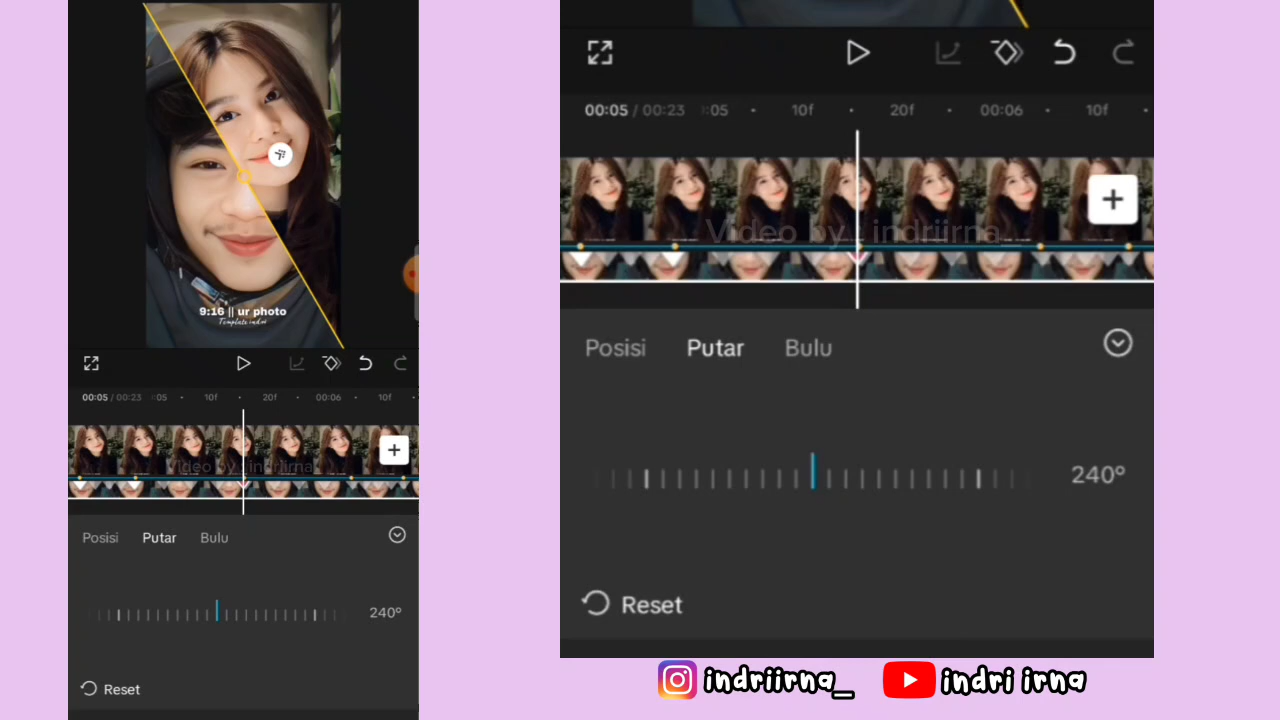 9:16 || ur photo
Template indri
00:05 / 00:23 :05 10f 20f 00:06 10f
Video by : indriirna
Posisi Putar Bulu
240°
Reset
00:05 / 00:23 :05 10f 20f 00:06 10f
Video by : indriirna
Posisi Putar Bulu
240°
Reset
indriirna_ indri irna